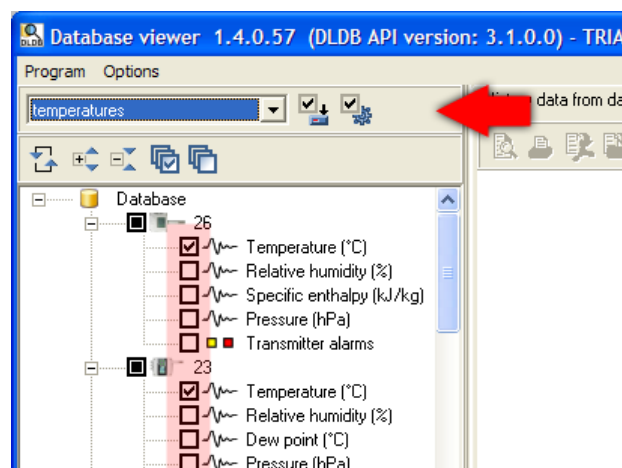 Database viewer 1.4.0.57 (DLDB API version: 3.1.0.0) - TRIA
Program Options
temperatures
data from da
Database
26
Temperature (°C)
Relative humidity (%)
Specific enthalpy (kJ/kg)
Pressure (hPa)
Transmitter alarms
23
Temperature (°C)
Relative humidity (%)
Dew point (°C)
Pressure (hPa)